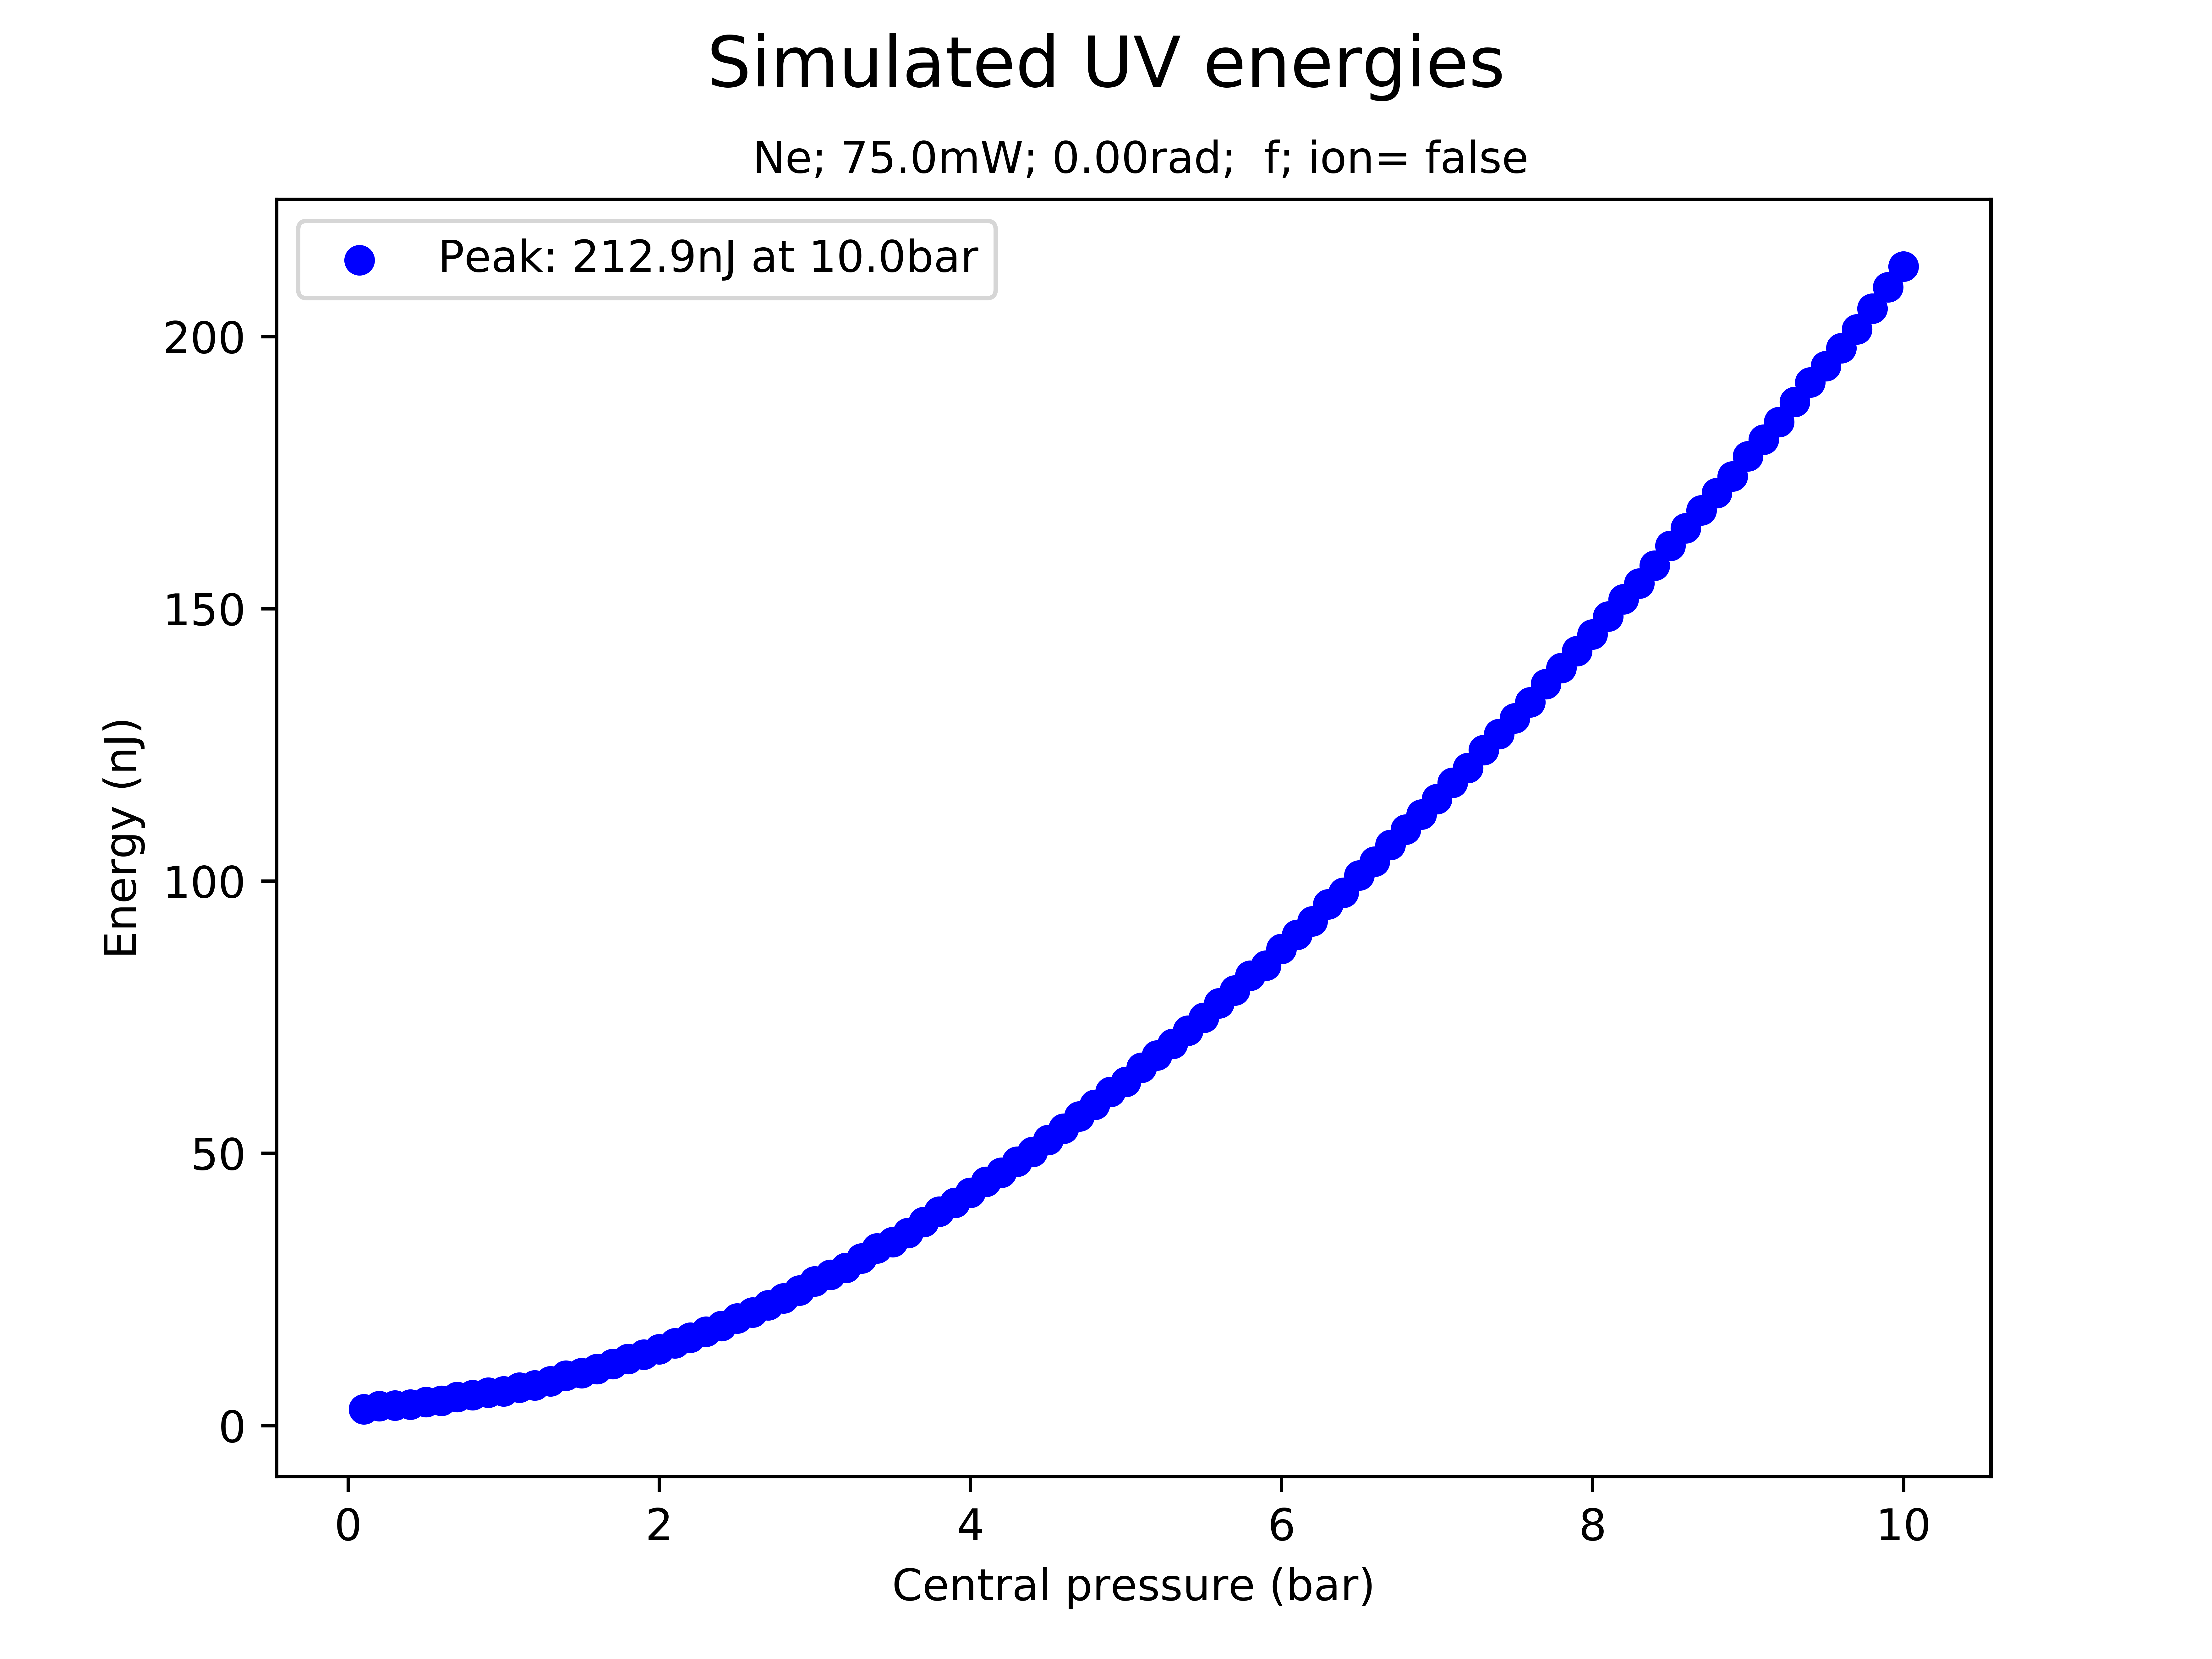 Simulated UV energies
Ne; 75.0mW; 0.00rad;  f; ion= false
Peak: 212.9nJ at 10.0bar
200
150
100
50
0
Energy (nJ)
0 2 4 6 8 10
Central pressure (bar)